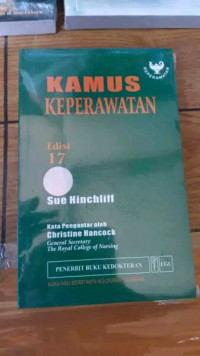 KAMUS
KEPERAWATAN
KEPERAWATAN
Edisi
17
Sue Hinchliff
Kata Pengantar oleh
Christine Hancock
General Secretary
The Royal College of Nursing
PENERBIT BUKU KEDOKTERAN EGC